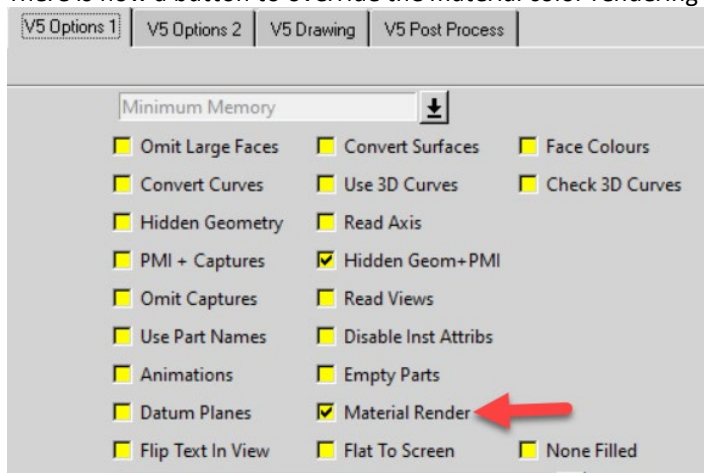 There is now a button to override the material color rendering
V5 Options 1 V5 Options 2 V5 Drawing V5 Post Process
Minimum Memory
Omit Large Faces Convert Surfaces Face Colours
Convert Curves Use 3D Curves Check 3D Curves
Hidden Geometry Read Axis
PMI + Captures Hidden Geom+PMI
Omit Captures Read Views
Use Part Names Disable Inst Attribs
Animations Empty Parts
Datum Planes Material Render
Flip Text In View Flat To Screen None Filled